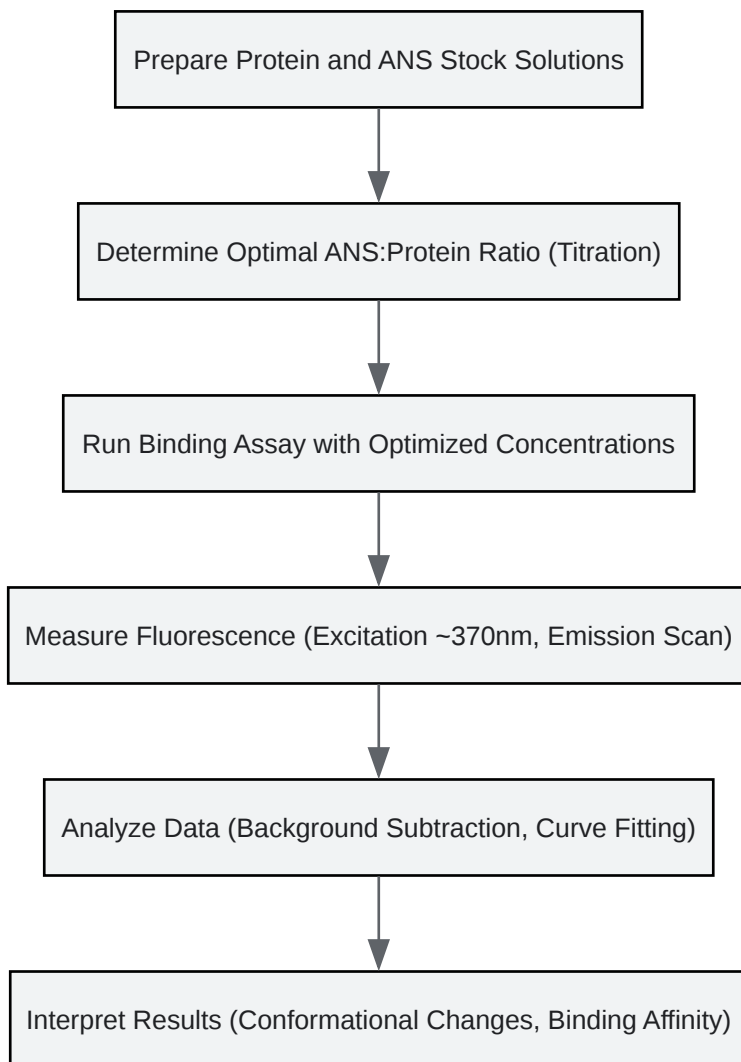 Prepare Protein and ANS Stock Solutions
Determine Optimal ANS:Protein Ratio (Titration)
Run Binding Assay with Optimized Concentrations
Measure Fluorescence (Excitation ~370nm, Emission Scan)
Analyze Data (Background Subtraction, Curve Fitting)
Interpret Results (Conformational Changes, Binding Affinity)